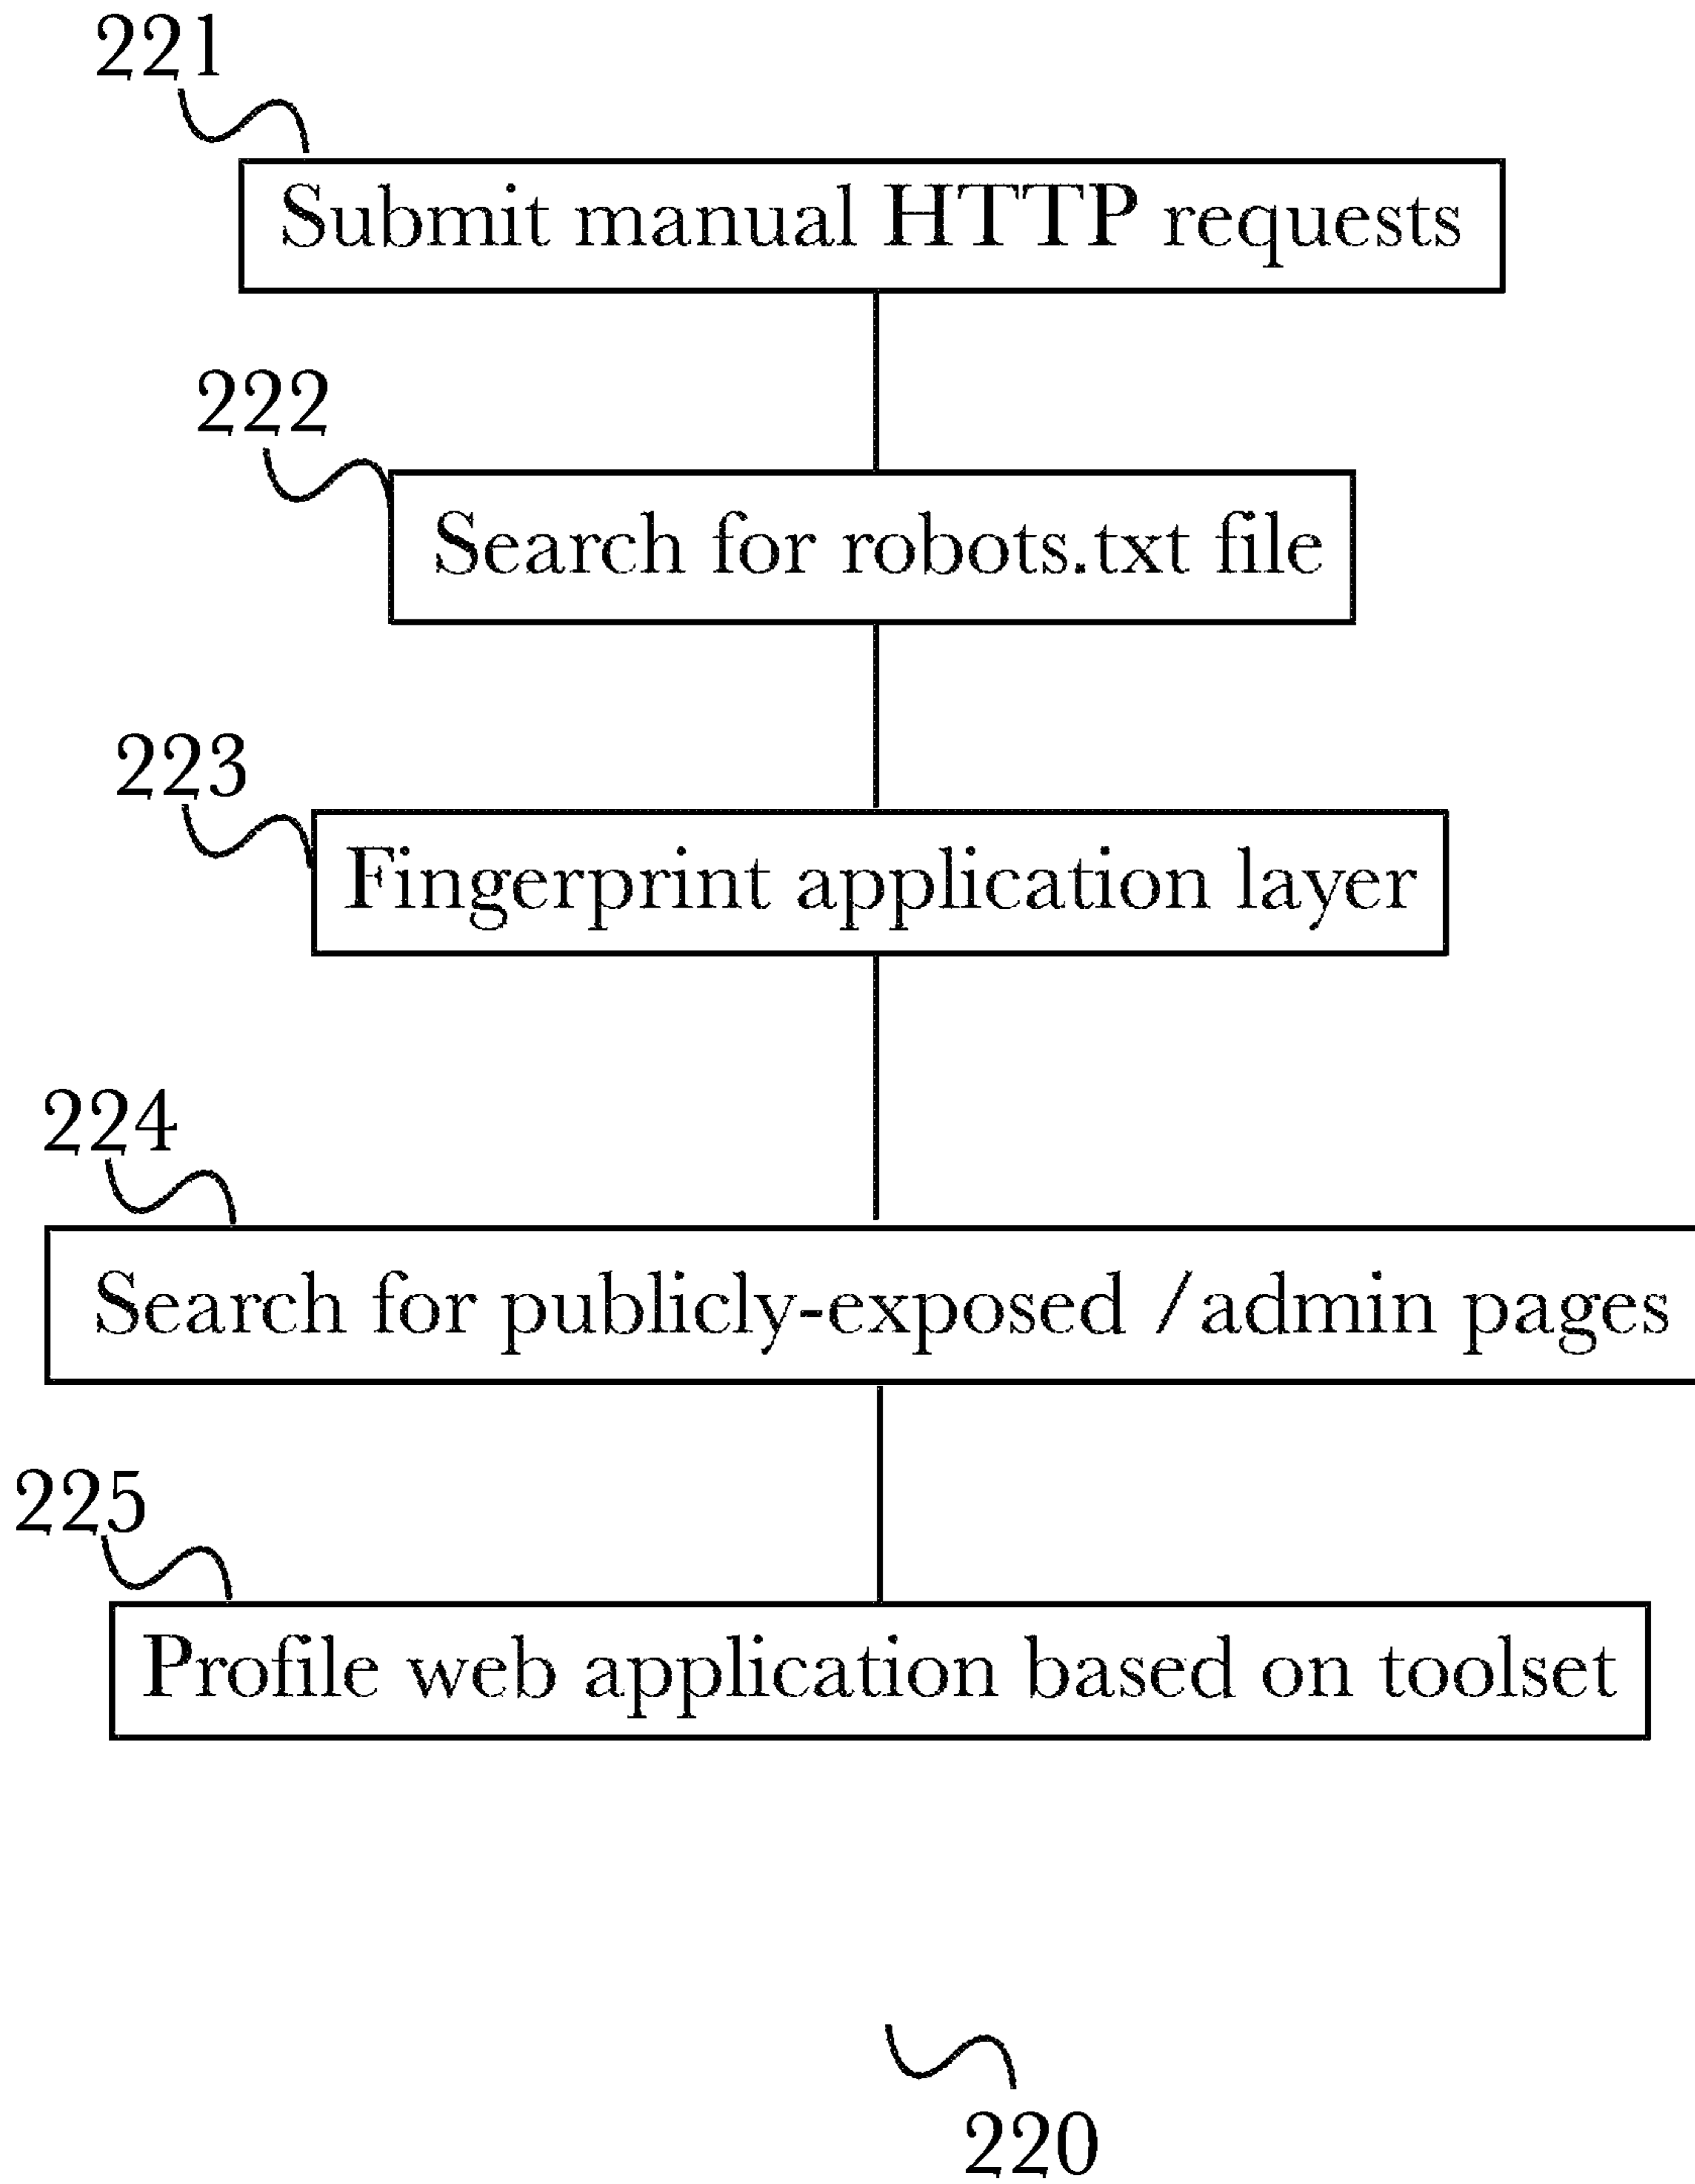 221
Submit manual HTTP requests
222
Search for robots.txt file
223
Fingerprint application layer
224
Search for publicly-exposed /admin pages
225
Profile web application based on toolset
220